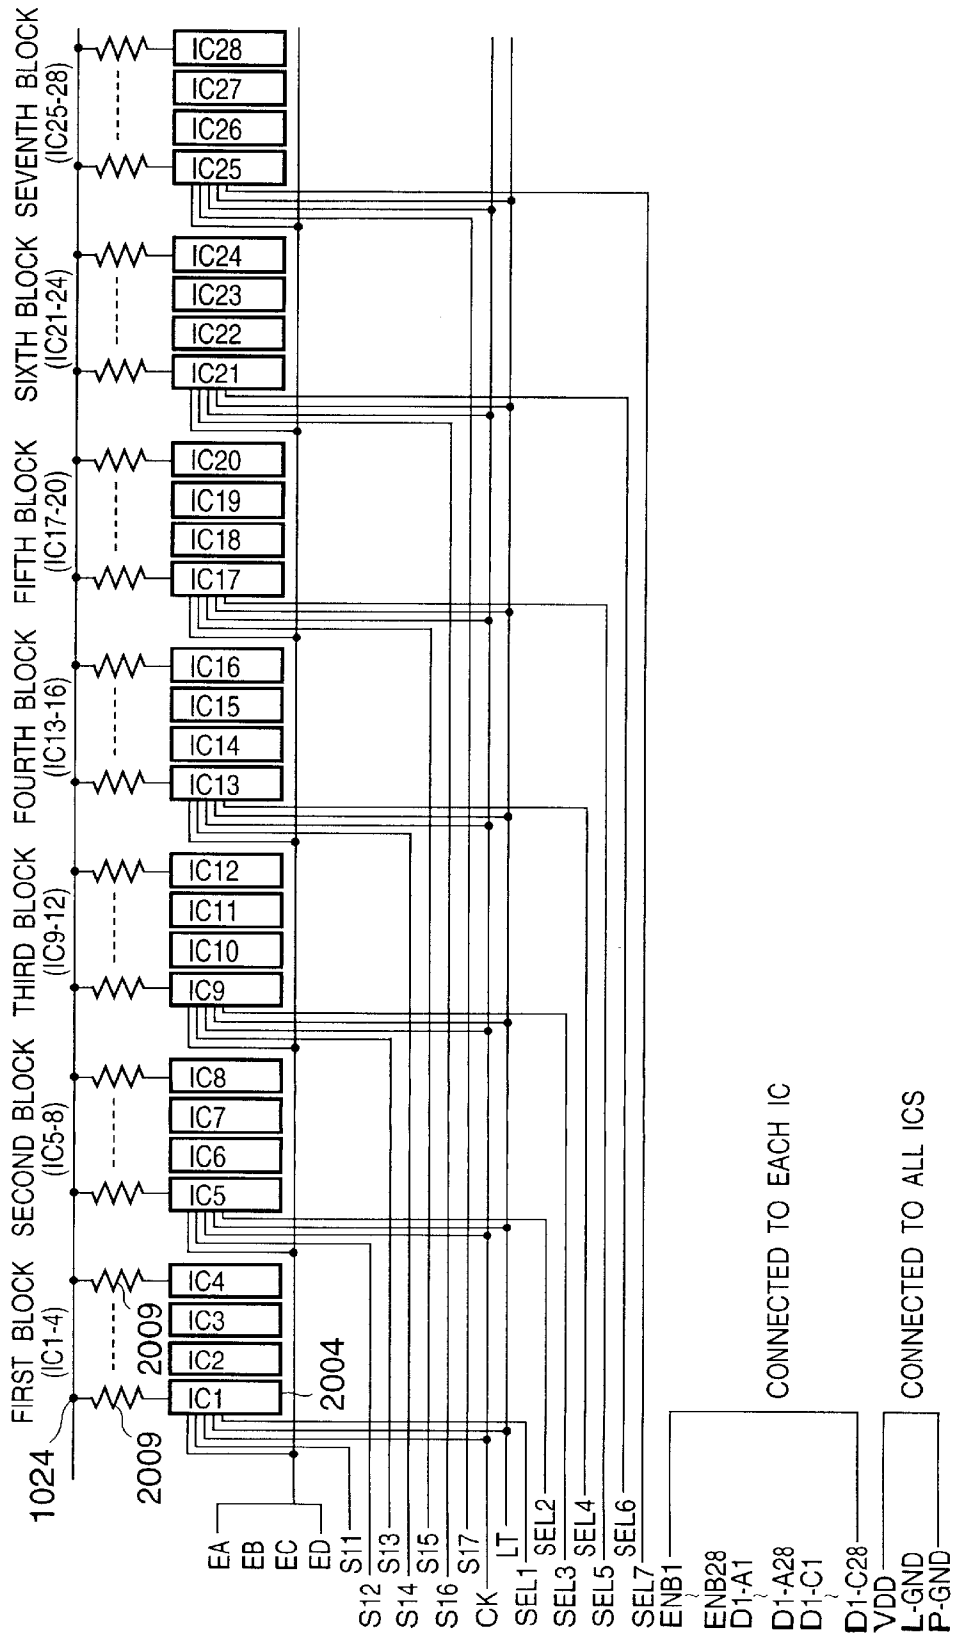 FIRST BLOCK
(IC1-4)
SECOND BLOCK
(IC5-8)
THIRD BLOCK
(IC9-12)
FOURTH BLOCK
(IC13-16)
FIFTH BLOCK
(IC17-20)
SIXTH BLOCK
(IC21-24)
SEVENTH BLOCK
(IC25-28)
1024
2009
2009
2004
IC1
IC2
IC3
IC4
IC5
IC6
IC7
IC8
IC9
IC10
IC11
IC12
IC13
IC14
IC15
IC16
IC17
IC18
IC19
IC20
IC21
IC22
IC23
IC24
IC25
IC26
IC27
IC28
EA
EB
EC
ED
S11
S12
S13
S14
S15
S16
S17
CK
LT
SEL1
SEL2
SEL3
SEL4
SEL5
SEL6
SEL7
ENB1
~
ENB28
D1-A1
~
D1-A28
D1-C1
~
D1-C28
CONNECTED TO EACH IC
VDD
L-GND
P-GND
CONNECTED TO ALL ICS